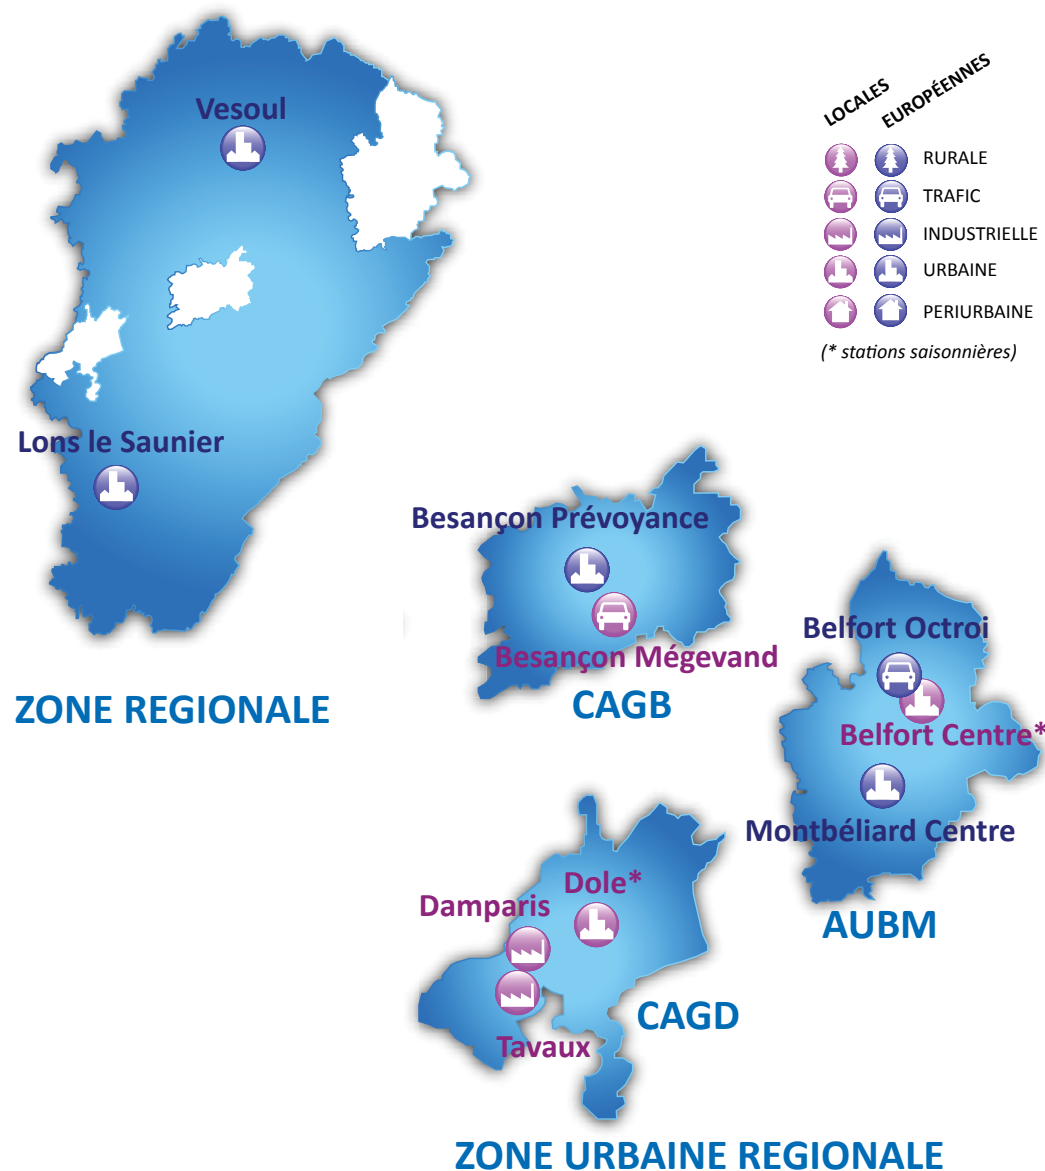 Vesoul
Lons le Saunier
ZONE REGIONALE
LOCALES
EUROPÉENNES
RURALE
TRAFIC
INDUSTRIELLE
URBAINE
PERIURBAINE
(* stations saisonnières)
Besançon Prévoyance
Besançon Mégevand
CAGB
Belfort Octroi
Belfort Centre*
Montbéliard Centre
AUBM
Dole*
Damparis
Tavaux
CAGD
ZONE URBAINE REGIONALE